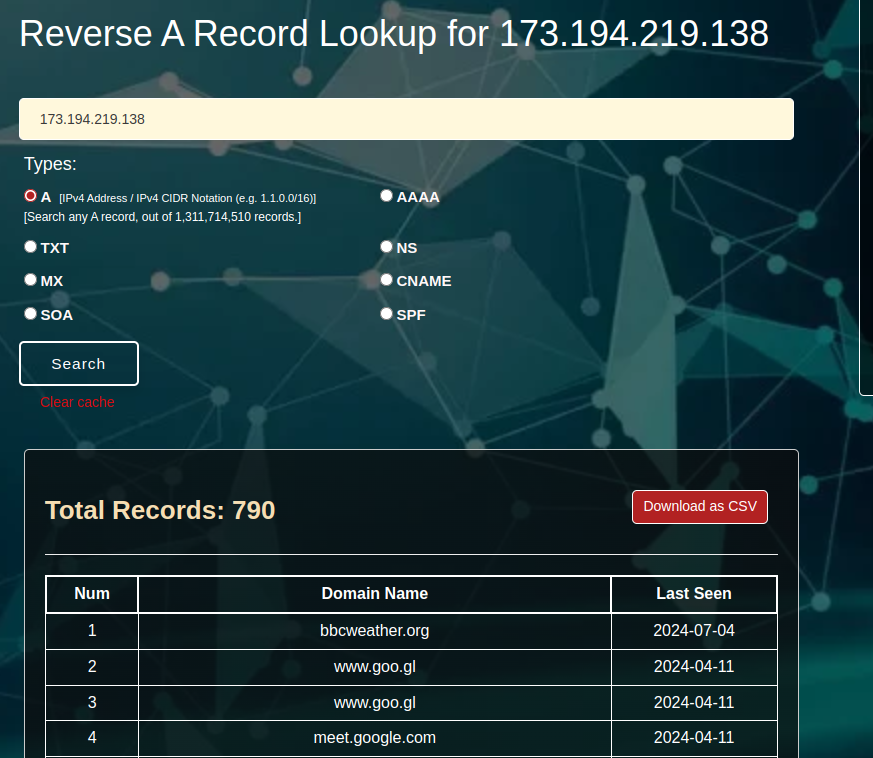 Reverse A Record Lookup for 173.194.219.138
173.194.219.138
Types:
A [IPv4 Address / IPv4 CIDR Notation (e.g. 1.1.0.0/16)]
[Search any A record, out of 1,311,714,510 records.]
AAAA
TXT
NS
MX
CNAME
SOA
SPF
Search
Clear cache
Total Records: 790
Download as CSV
Num Domain Name Last Seen
1 bbcweather.org 2024-07-04
2 www.goo.gl 2024-04-11
3 www.goo.gl 2024-04-11
4 meet.google.com 2024-04-11